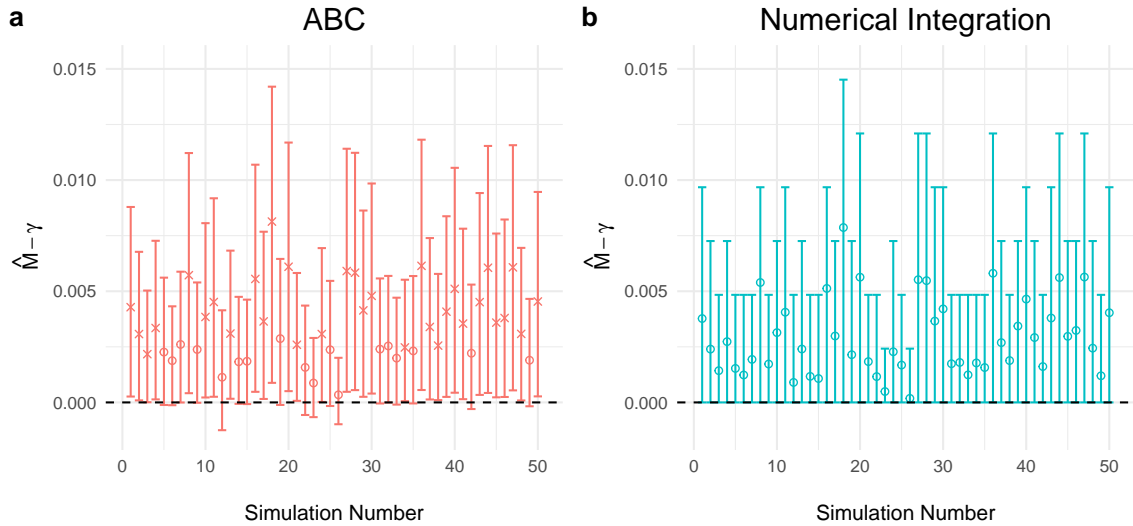 a
ABC
0.015
0.010
0.005
0.000
M̂ − γ
0
10
20
30
40
50
Simulation Number
b
Numerical Integration
0.015
0.010
0.005
0.000
M̂ − γ
0
10
20
30
40
50
Simulation Number